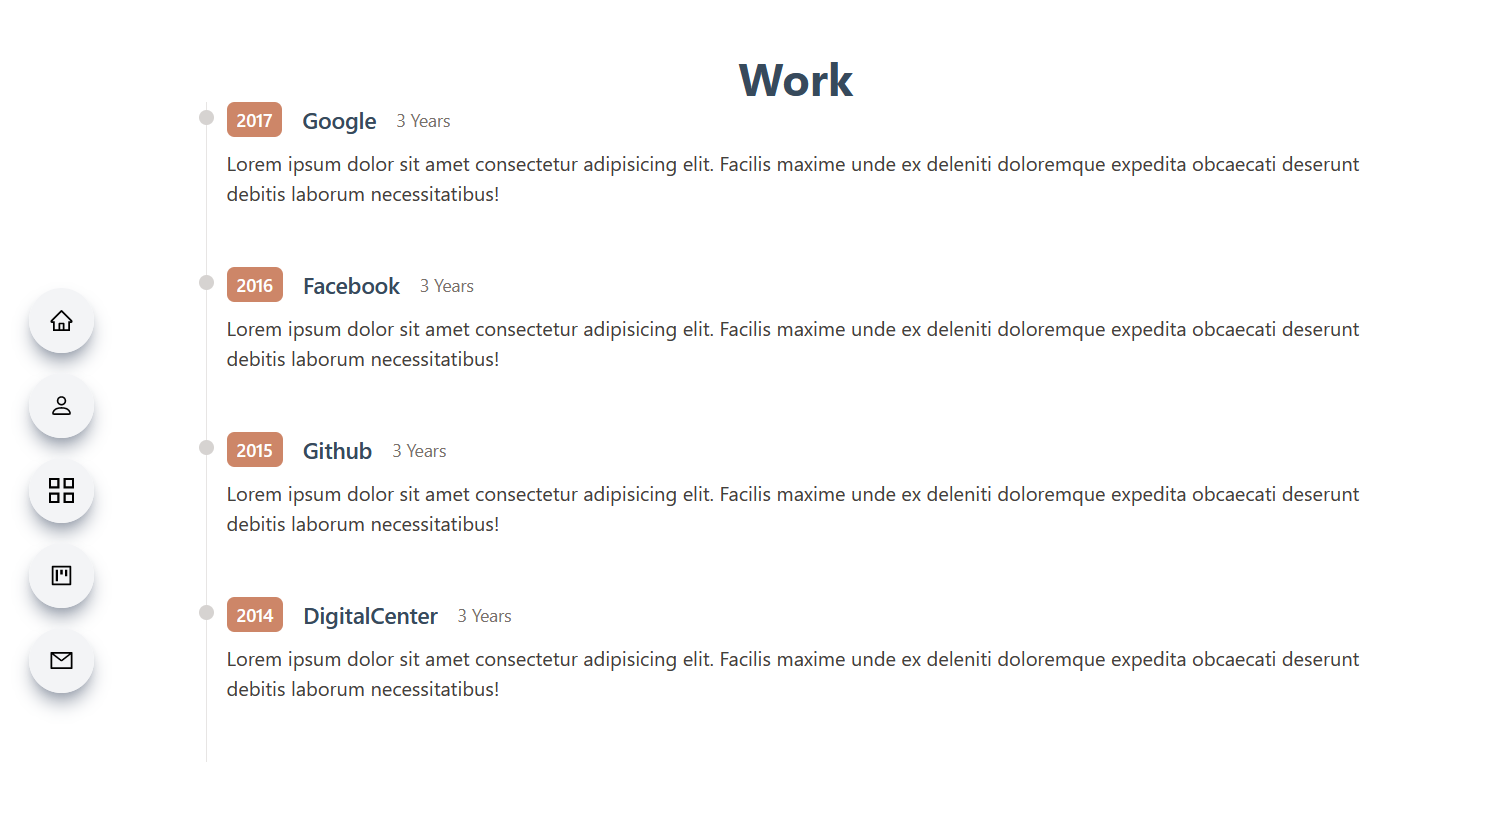 Work
2017 Google 3 Years
Lorem ipsum dolor sit amet consectetur adipisicing elit. Facilis maxime unde ex deleniti doloremque expedita obcaecati deserunt
debitis laborum necessitatibus!
2016 Facebook 3 Years
Lorem ipsum dolor sit amet consectetur adipisicing elit. Facilis maxime unde ex deleniti doloremque expedita obcaecati deserunt
debitis laborum necessitatibus!
2015 Github 3 Years
Lorem ipsum dolor sit amet consectetur adipisicing elit. Facilis maxime unde ex deleniti doloremque expedita obcaecati deserunt
debitis laborum necessitatibus!
2014 DigitalCenter 3 Years
Lorem ipsum dolor sit amet consectetur adipisicing elit. Facilis maxime unde ex deleniti doloremque expedita obcaecati deserunt
debitis laborum necessitatibus!